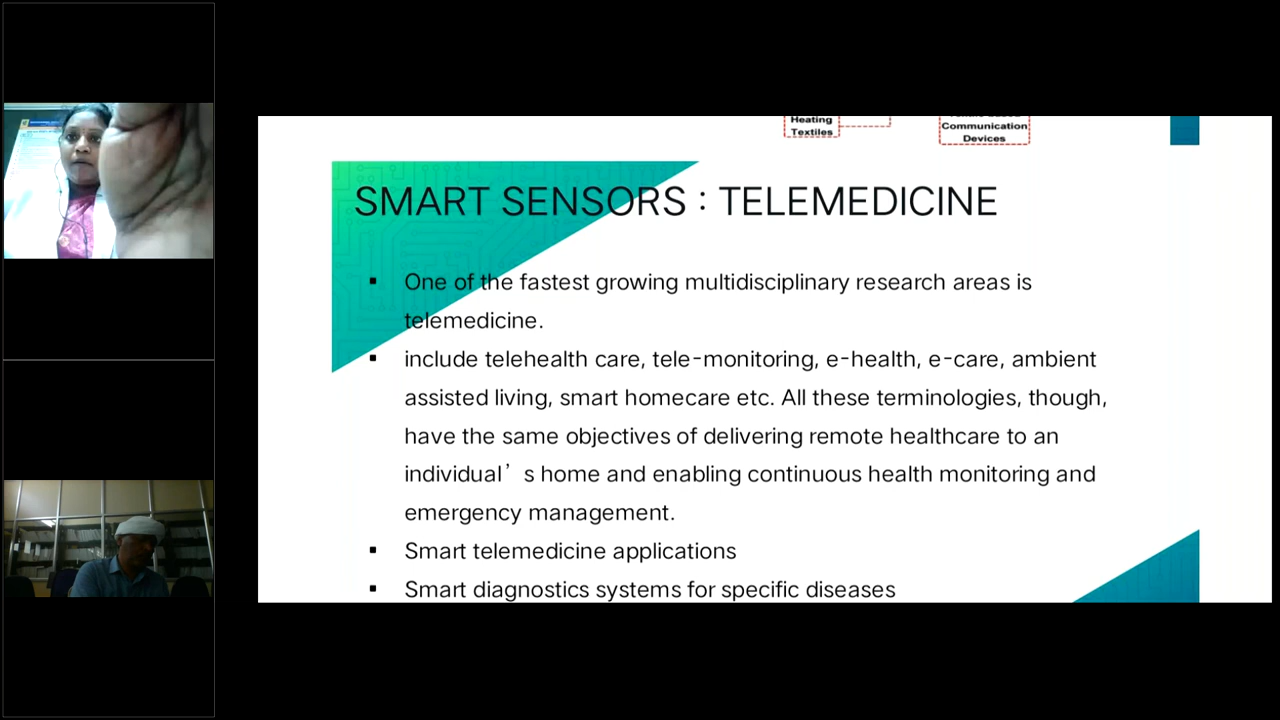 Heating
Textiles
Communication
Devices
SMART SENSORS : TELEMEDICINE
▪ One of the fastest growing multidisciplinary research areas is
telemedicine.
▪ include telehealth care, tele-monitoring, e-health, e-care, ambient
assisted living, smart homecare etc. All these terminologies, though,
have the same objectives of delivering remote healthcare to an
individual’ s home and enabling continuous health monitoring and
emergency management.
▪ Smart telemedicine applications
▪ Smart diagnostics systems for specific diseases